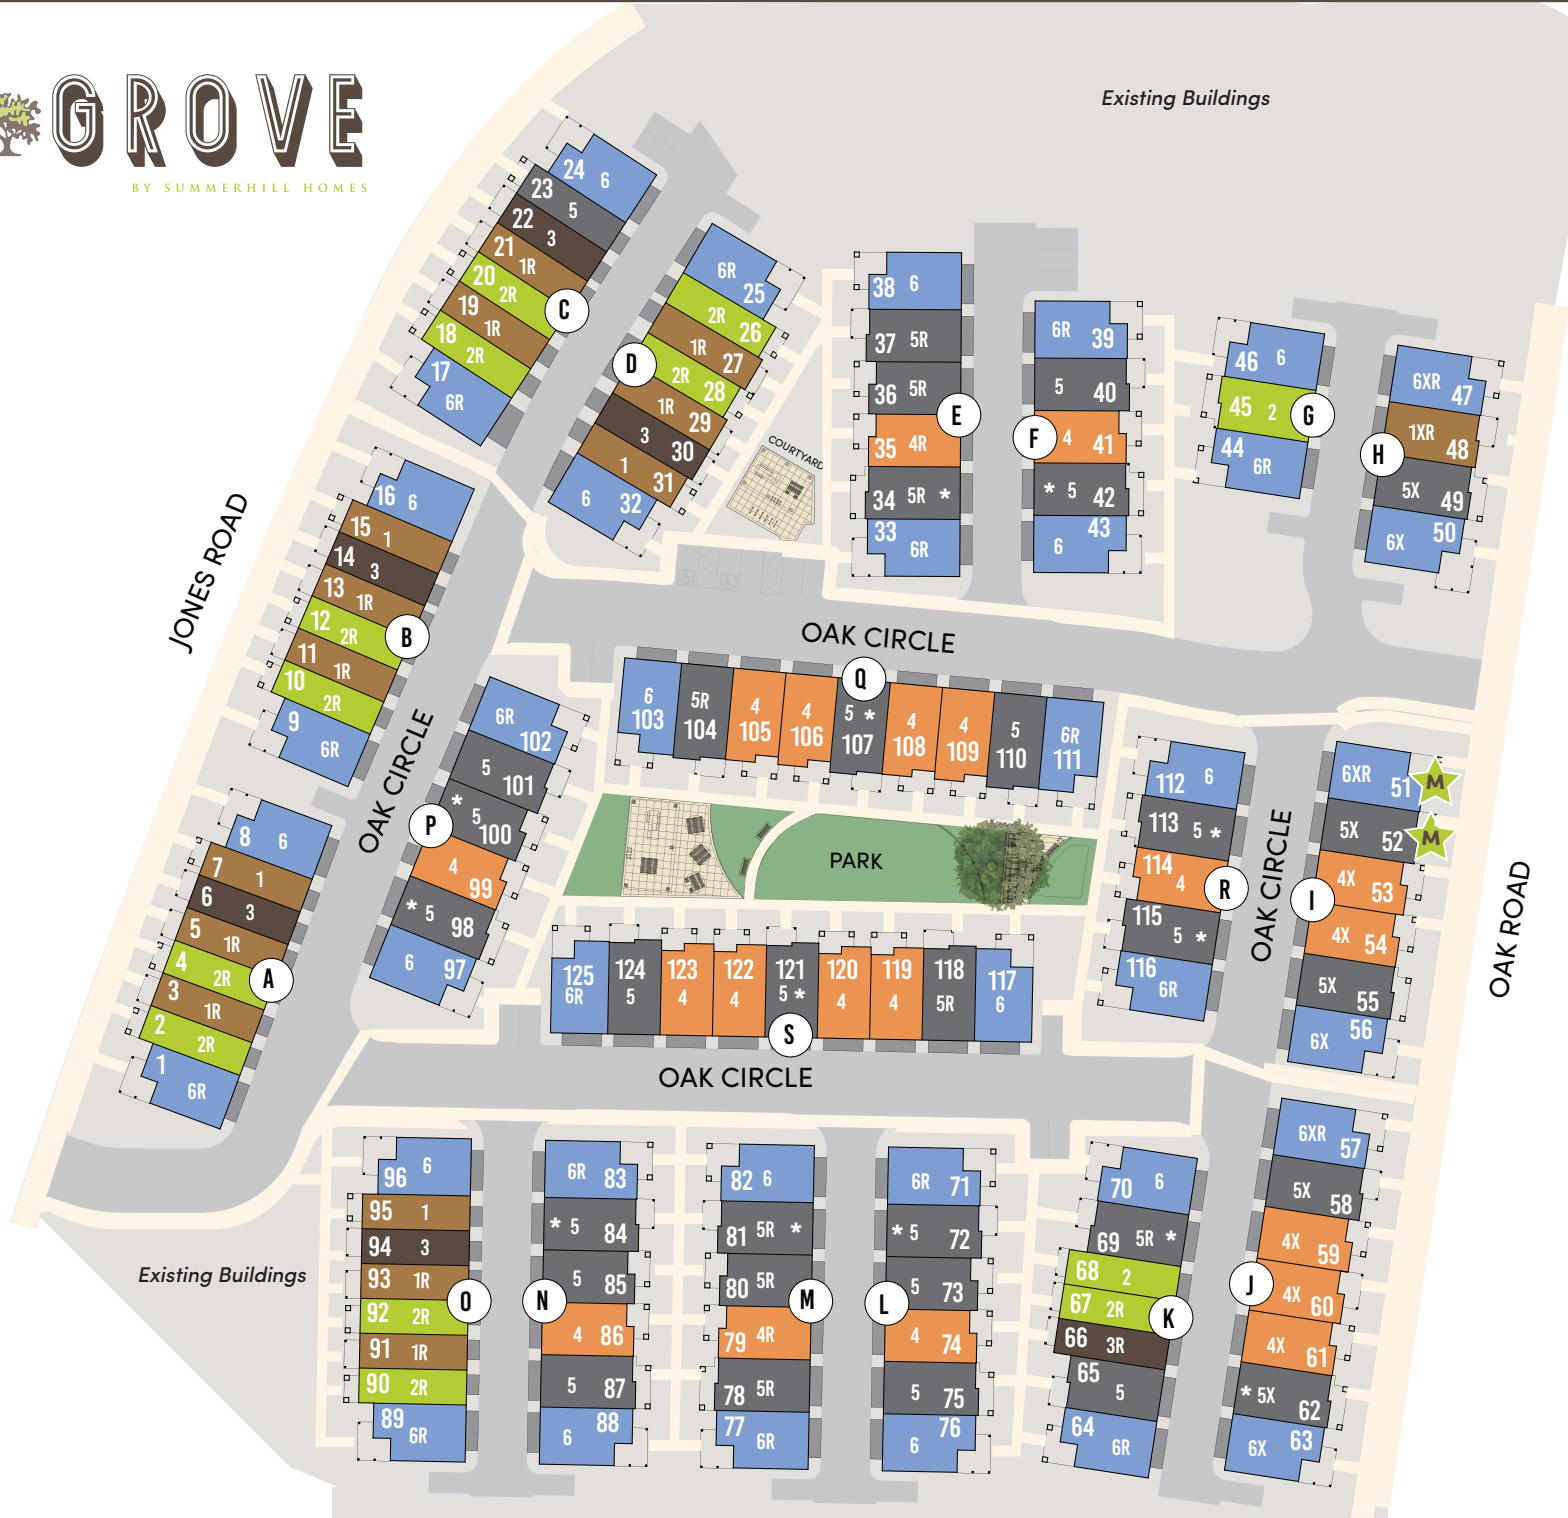 GROVE
BY SUMMERHILL HOMES
Existing Buildings
24 6
23 5
22 3
21 1R
20 2R
19 1R
18 2R
17 6R
C
6R 25
2R 26
1R 27
2R 28
1R 29
3 30
1 31
6 32
D
COURTYARD
38 6
37 5R
36 5R
35 4R
34 5R *
33 6R
E
6R 39
5 40
4 41
* 5 42
43
6
F
46 6
45 2
44 6R
G
6XR 47
1XR 48
5X 49
6X 50
H
JONES ROAD
16 6
15 1
14 3
13 1R
12 2R
11 1R
10 2R
9 6R
B
OAK CIRCLE
6 103
5R 104
4 105
4 106
5 * 107
4 108
4 109
5 110
6R 111
Q
OAK CIRCLE
6R 102
5 101
* 5 100
4 99
* 5 98
6 97
P
PARK
112 6
113 5 *
114 4
115 5 *
116 6R
R
OAK CIRCLE
6XR 51 M
5X 52 M
4X 53
4X 54
5X 55
6X 56
I
OAK ROAD
8 6
7 1
6 3
5 1R
4 2R
3 1R
2 2R
1 6R
A
125 6R
124 5
123 4
122 4
121 5 *
120 4
119 4
118 5R
117 6
S
OAK CIRCLE
Existing Buildings
96 6
95 1
94 3
93 1R
92 2R
91 1R
90 2R
89 6R
O
6R 83
* 5 84
5 85
4 86
5 87
6 88
N
82 6
81 5R *
80 5R
79 4R
78 5R
77 6R
M
6R 71
* 5 72
5 73
4 74
5 75
6 76
L
70 6
69 5R *
68 2
67 2R
66 3R
65 5
64 6R
K
6XR 57
5X 58
4X 59
4X 60
4X 61
* 5X 62
6X 63
J